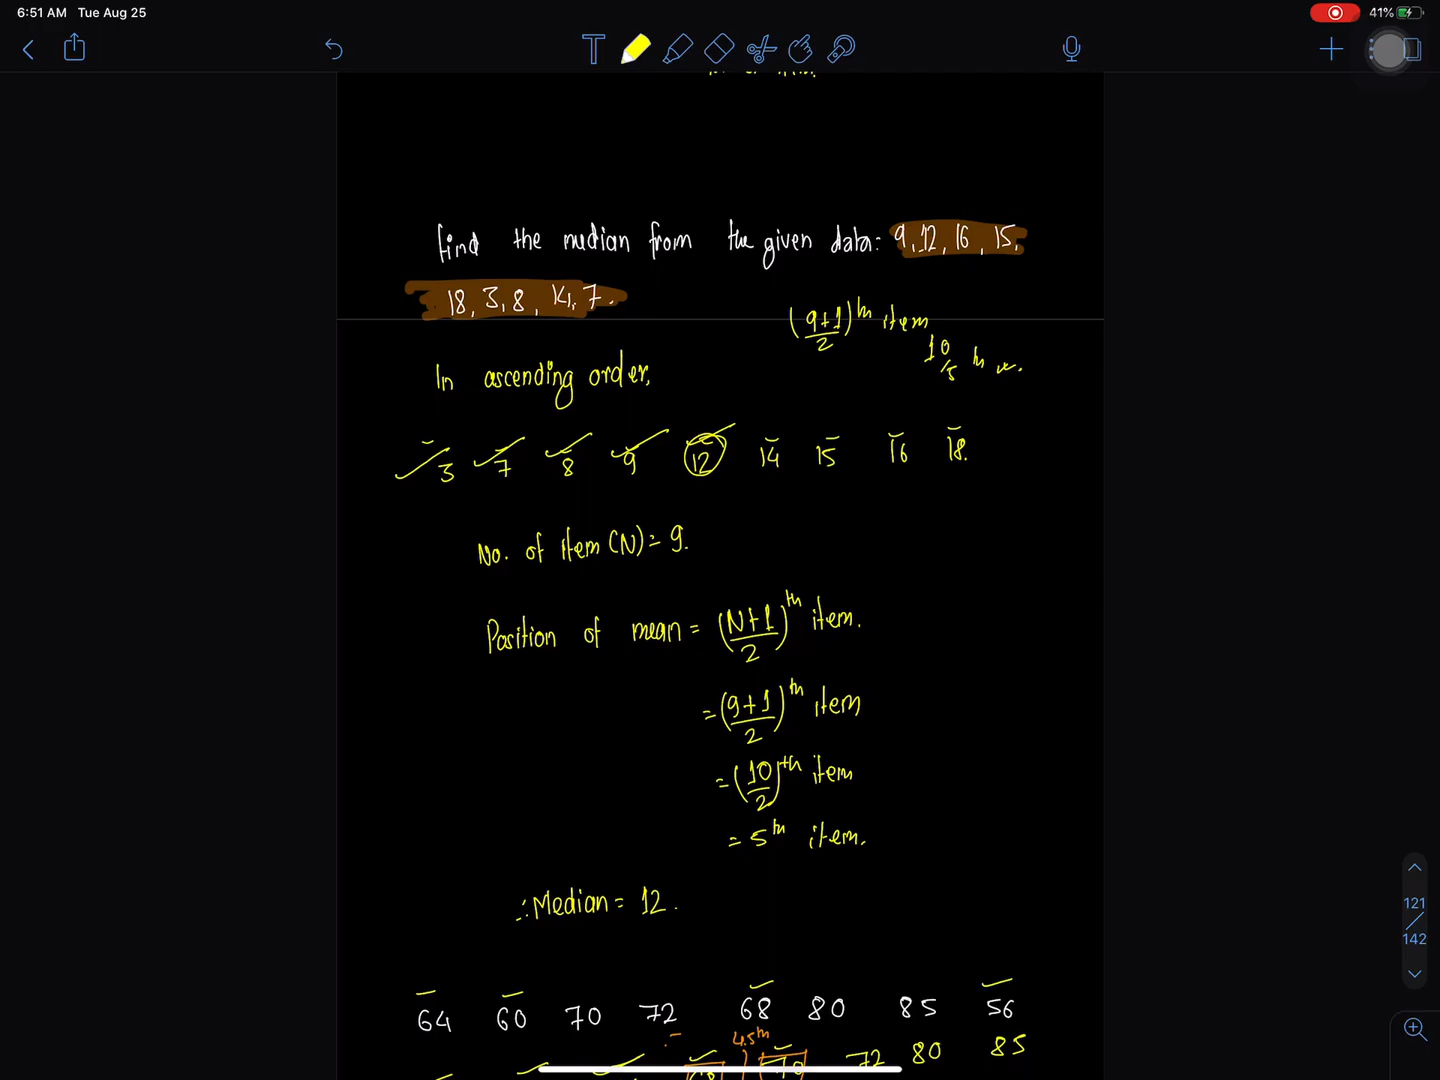 6:51 AM Tue Aug 25
41%
T
find the median from the given data: 9, 12, 16, 15,
18, 3, 8, 14, 7.
(9+1/2)th item
10
In ascending order,
3 7 8 9 12 14 15 16 18.
No. of item (N) = 9.
Position of mean = (N+1/2)th item.
= (9+1/2)th item
= (10/2)th item
= 5th item.
∴ Median = 12.
121
142
64 60 70 72 68 80 85 56
4.5th
72 80 85